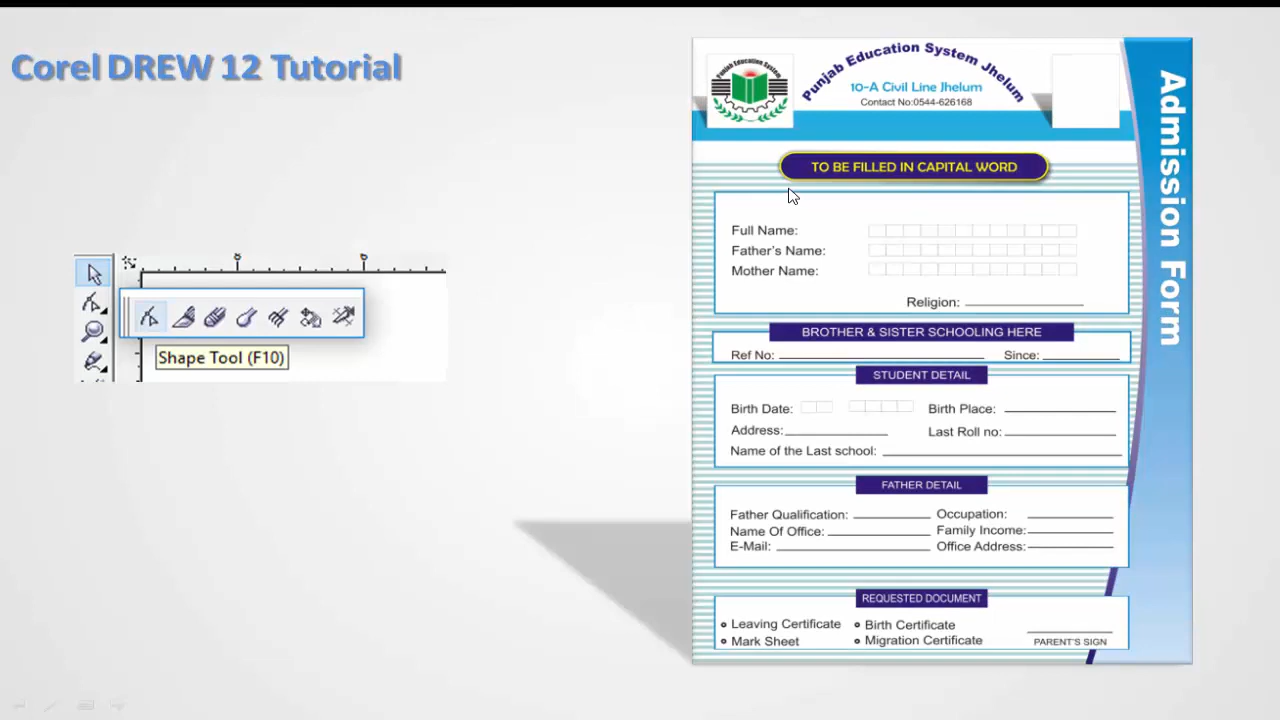 Corel DREW 12 Tutorial
Shape Tool (F10)
Punjab Education System
Punjab Education System Jhelum
10-A Civil Line Jhelum
Contact No:0544-626168
Admission Form
TO BE FILLED IN CAPITAL WORD
Full Name:
Father's Name:
Mother Name:
Religion:
BROTHER & SISTER SCHOOLING HERE
Ref No: Since:
STUDENT DETAIL
Birth Date: Birth Place:
Address: Last Roll no:
Name of the Last school:
FATHER DETAIL
Father Qualification: Occupation:
Name Of Office: Family Income:
E-Mail: Office Address:
REQUESTED DOCUMENT
Leaving Certificate Birth Certificate
Mark Sheet Migration Certificate PARENT'S SIGN